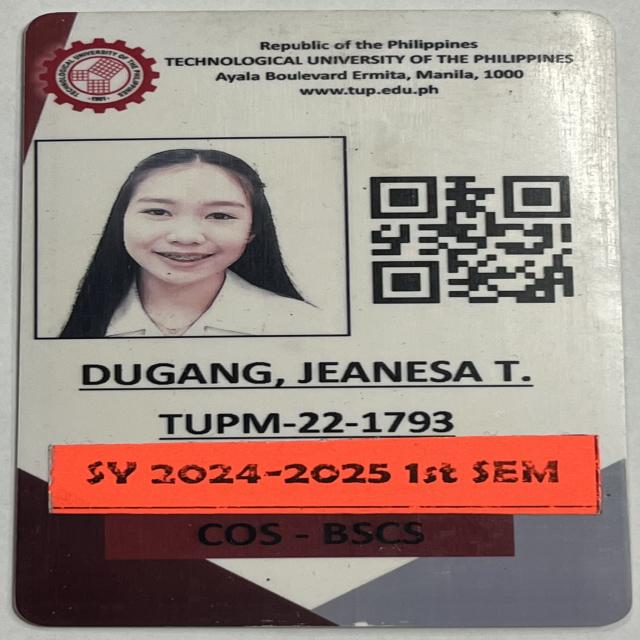 Republic of the Philippines
TECHNOLOGICAL UNIVERSITY OF THE PHILIPPINES
Ayala Boulevard Ermita, Manila, 1000
www.tup.edu.ph
TECHNOLOGICAL UNIVERSITY OF THE PHILIPPINES
-1901-
DUGANG, JEANESA T.
TUPM-22-1793
SY 2024-2025 1st SEM
COS - BSCS